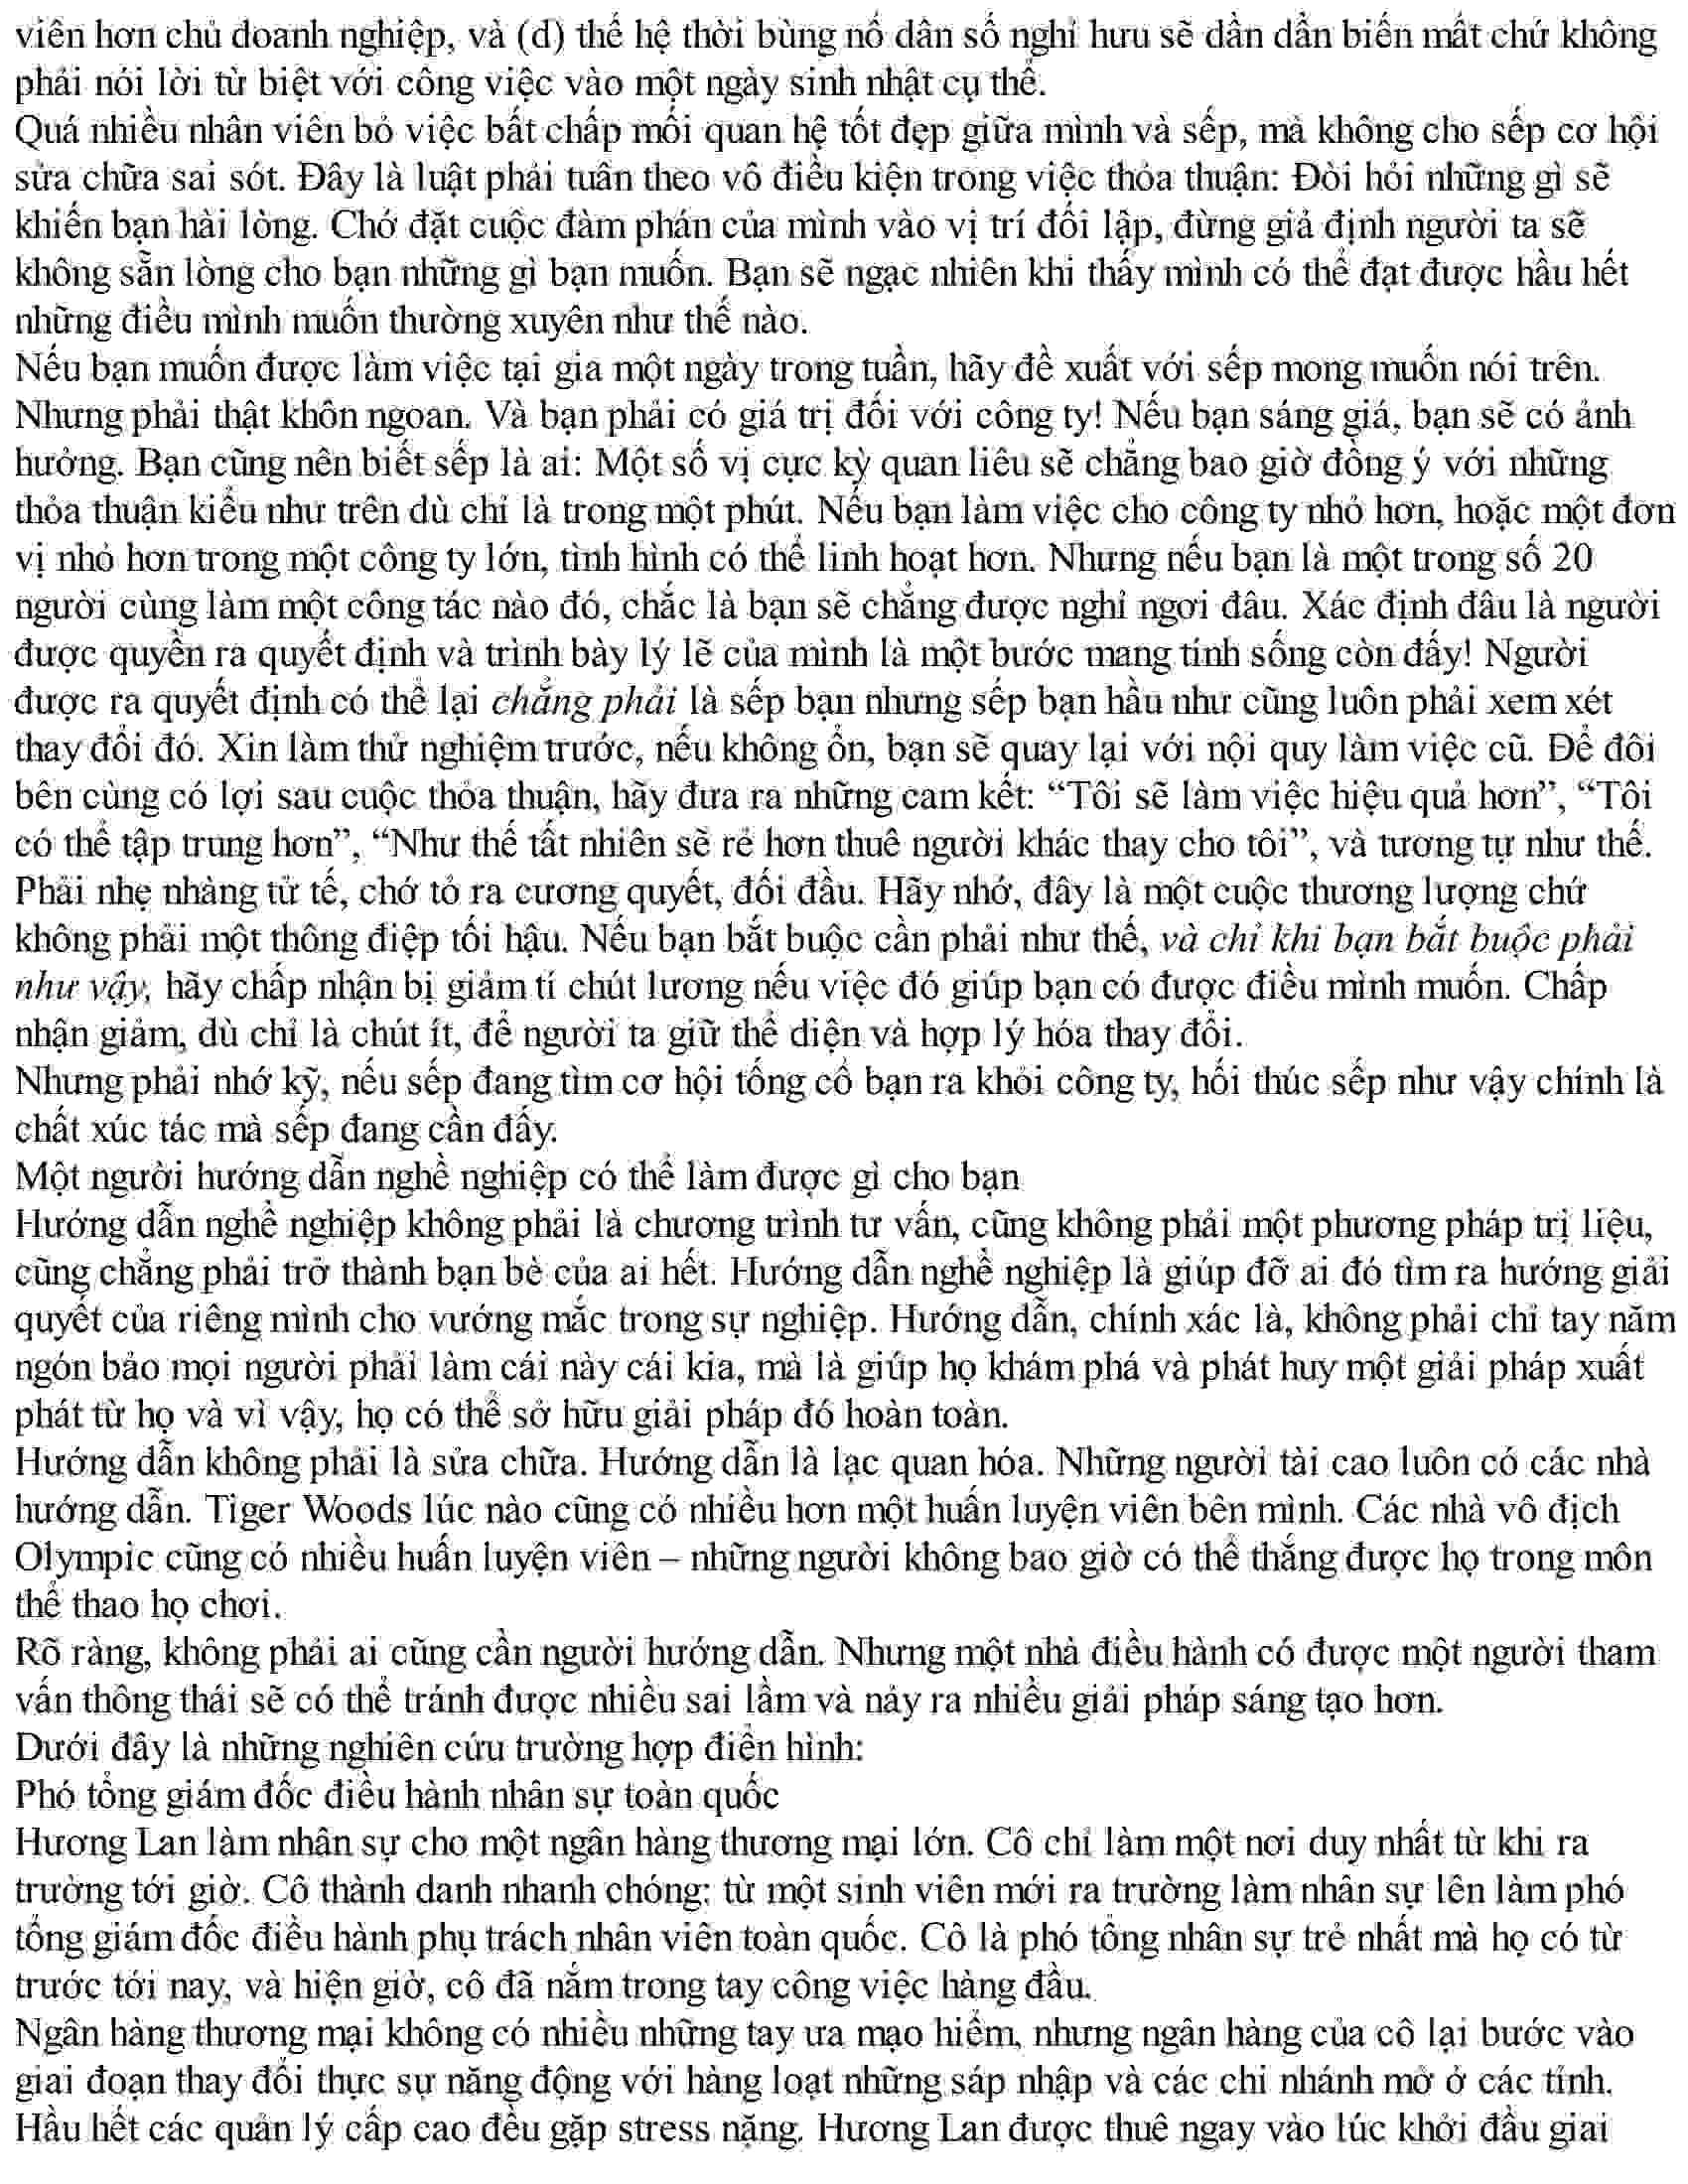 viên hơn chủ doanh nghiệp, và (d) thế hệ thời bùng nổ dân số nghỉ hưu sẽ dần dần biến mất chứ không
phải nói lời từ biệt với công việc vào một ngày sinh nhật cụ thể.
Quá nhiều nhân viên bỏ việc bất chấp mối quan hệ tốt đẹp giữa mình và sếp, mà không cho sếp cơ hội
sửa chữa sai sót. Đây là luật phải tuân theo vô điều kiện trong việc thỏa thuận: Đòi hỏi những gì sẽ
khiến bạn hài lòng. Chớ đặt cuộc đàm phán của mình vào vị trí đối lập, đừng giả định người ta sẽ
không sẵn lòng cho bạn những gì bạn muốn. Bạn sẽ ngạc nhiên khi thấy mình có thể đạt được hầu hết
những điều mình muốn thường xuyên như thế nào.
Nếu bạn muốn được làm việc tại gia một ngày trong tuần, hãy đề xuất với sếp mong muốn nói trên.
Nhưng phải thật khôn ngoan. Và bạn phải có giá trị đối với công ty! Nếu bạn sáng giá, bạn sẽ có ảnh
hưởng. Bạn cũng nên biết sếp là ai: Một số vị cực kỳ quan liêu sẽ chẳng bao giờ đồng ý với những
thỏa thuận kiểu như trên dù chỉ là trong một phút. Nếu bạn làm việc cho công ty nhỏ hơn, hoặc một đơn
vị nhỏ hơn trong một công ty lớn, tình hình có thể linh hoạt hơn. Nhưng nếu bạn là một trong số 20
người cùng làm một công tác nào đó, chắc là bạn sẽ chẳng được nghỉ ngơi đâu. Xác định đâu là người
được quyền ra quyết định và trình bày lý lẽ của mình là một bước mang tính sống còn đấy! Người
được ra quyết định có thể lại chẳng phải là sếp bạn nhưng sếp bạn hầu như cũng luôn phải xem xét
thay đổi đó. Xin làm thử nghiệm trước, nếu không ổn, bạn sẽ quay lại với nội quy làm việc cũ. Để đôi
bên cùng có lợi sau cuộc thỏa thuận, hãy đưa ra những cam kết: “Tôi sẽ làm việc hiệu quả hơn”, “Tôi
có thể tập trung hơn”, “Như thế tất nhiên sẽ rẻ hơn thuê người khác thay cho tôi”, và tương tự như thế.
Phải nhẹ nhàng tử tế, chớ tỏ ra cương quyết, đối đầu. Hãy nhớ, đây là một cuộc thương lượng chứ
không phải một thông điệp tối hậu. Nếu bạn bắt buộc cần phải như thế, và chỉ khi bạn bắt buộc phải
như vậy, hãy chấp nhận bị giảm tí chút lương nếu việc đó giúp bạn có được điều mình muốn. Chấp
nhận giảm, dù chỉ là chút ít, để người ta giữ thể diện và hợp lý hóa thay đổi.
Nhưng phải nhớ kỹ, nếu sếp đang tìm cơ hội tống cổ bạn ra khỏi công ty, hối thúc sếp như vậy chính là
chất xúc tác mà sếp đang cần đấy.
Một người hướng dẫn nghề nghiệp có thể làm được gì cho bạn
Hướng dẫn nghề nghiệp không phải là chương trình tư vấn, cũng không phải một phương pháp trị liệu,
cũng chẳng phải trở thành bạn bè của ai hết. Hướng dẫn nghề nghiệp là giúp đỡ ai đó tìm ra hướng giải
quyết của riêng mình cho vướng mắc trong sự nghiệp. Hướng dẫn, chính xác là, không phải chỉ tay năm
ngón bảo mọi người phải làm cái này cái kia, mà là giúp họ khám phá và phát huy một giải pháp xuất
phát từ họ và vì vậy, họ có thể sở hữu giải pháp đó hoàn toàn.
Hướng dẫn không phải là sửa chữa. Hướng dẫn là lạc quan hóa. Những người tài cao luôn có các nhà
hướng dẫn. Tiger Woods lúc nào cũng có nhiều hơn một huấn luyện viên bên mình. Các nhà vô địch
Olympic cũng có nhiều huấn luyện viên – những người không bao giờ có thể thắng được họ trong môn
thể thao họ chơi.
Rõ ràng, không phải ai cũng cần người hướng dẫn. Nhưng một nhà điều hành có được một người tham
vấn thông thái sẽ có thể tránh được nhiều sai lầm và nảy ra nhiều giải pháp sáng tạo hơn.
Dưới đây là những nghiên cứu trường hợp điển hình:
Phó tổng giám đốc điều hành nhân sự toàn quốc
Hương Lan làm nhân sự cho một ngân hàng thương mại lớn. Cô chỉ làm một nơi duy nhất từ khi ra
trường tới giờ. Cô thành danh nhanh chóng: từ một sinh viên mới ra trường làm nhân sự lên làm phó
tổng giám đốc điều hành phụ trách nhân viên toàn quốc. Cô là phó tổng nhân sự trẻ nhất mà họ có từ
trước tới nay, và hiện giờ, cô đã nắm trong tay công việc hàng đầu.
Ngân hàng thương mại không có nhiều những tay ưa mạo hiểm, nhưng ngân hàng của cô lại bước vào
giai đoạn thay đổi thực sự năng động với hàng loạt những sáp nhập và các chi nhánh mở ở các tỉnh.
Hầu hết các quản lý cấp cao đều gặp stress nặng. Hương Lan được thuê ngay vào lúc khởi đầu giai